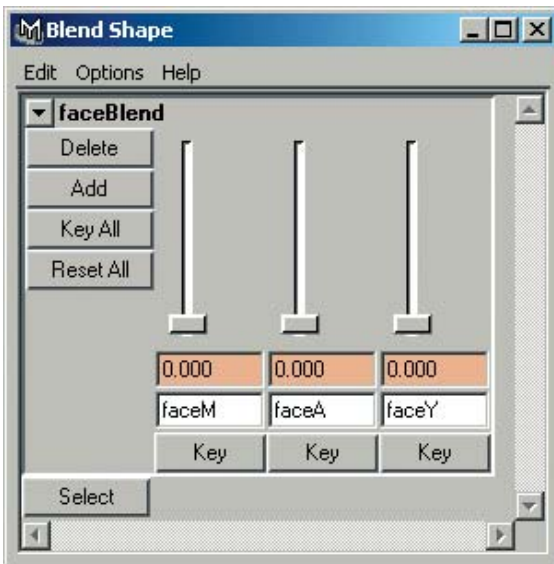 Blend Shape
Edit Options Help
faceBlend
Delete
Add
Key All
Reset All
0.000 0.000 0.000
faceM faceA faceY
Key Key Key
Select